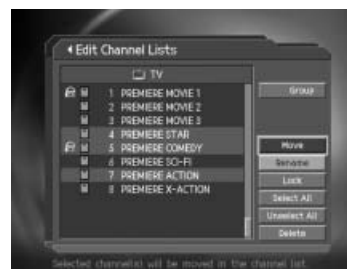 Edit Channel Lists
TV
1 PREMIERE MOVIE 1
2 PREMIERE MOVIE 2
3 PREMIERE MOVIE 3
4 PREMIERE STAR
5 PREMIERE COMEDY
6 PREMIERE SCI-FI
7 PREMIERE ACTION
8 PREMIERE X-ACTION
Group
Move
Rename
Lock
Select All
Unselect All
Delete
Selected channel(s) will be moved in the channel list.